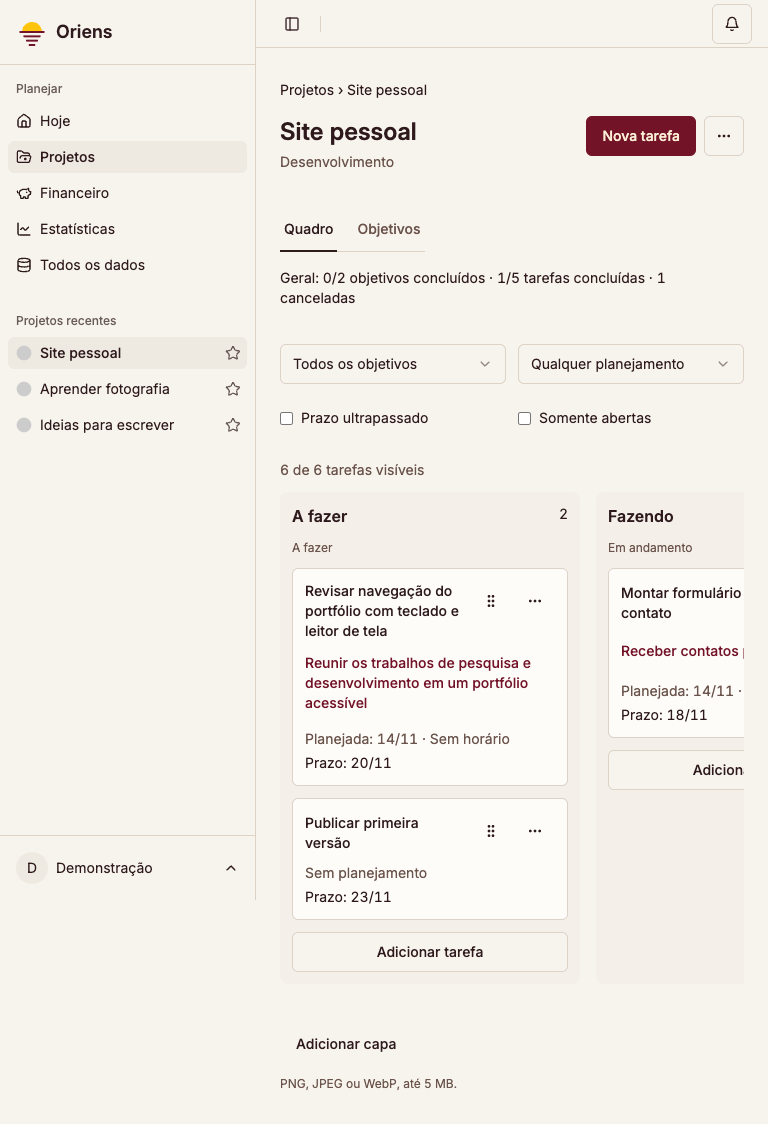 Oriens
Planejar
Hoje
Projetos
Financeiro
Estatísticas
Todos os dados
Projetos recentes
Site pessoal
Aprender fotografia
Ideias para escrever
D
Demonstração
Projetos › Site pessoal
Site pessoal
Desenvolvimento
Nova tarefa
Quadro
Objetivos
Geral: 0/2 objetivos concluídos · 1/5 tarefas concluídas · 1
canceladas
Todos os objetivos
Qualquer planejamento
Prazo ultrapassado
Somente abertas
6 de 6 tarefas visíveis
A fazer
2
A fazer
Revisar navegação do
portfólio com teclado e
leitor de tela
Reunir os trabalhos de pesquisa e
desenvolvimento em um portfólio
acessível
Planejada: 14/11 · Sem horário
Prazo: 20/11
Publicar primeira
versão
Sem planejamento
Prazo: 23/11
Adicionar tarefa
Fazendo
Em andamento
Montar formulário
contato
Receber contatos
Planejada: 14/11 ·
Prazo: 18/11
Adicion
Adicionar capa
PNG, JPEG ou WebP, até 5 MB.